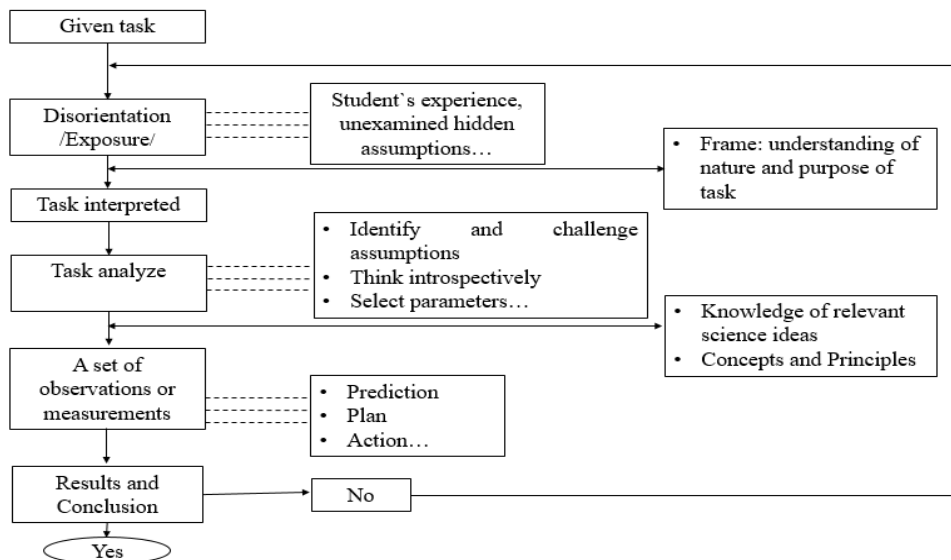 Given task
Disorientation
/Exposure/
Student`s experience,
unexamined hidden
assumptions…
• Frame: understanding of
nature and purpose of
task
Task interpreted
• Identify and challenge
assumptions
• Think introspectively
• Select parameters…
Task analyze
• Knowledge of relevant
science ideas
• Concepts and Principles
A set of
observations or
measurements
• Prediction
• Plan
• Action…
Results and
Conclusion
No
Yes